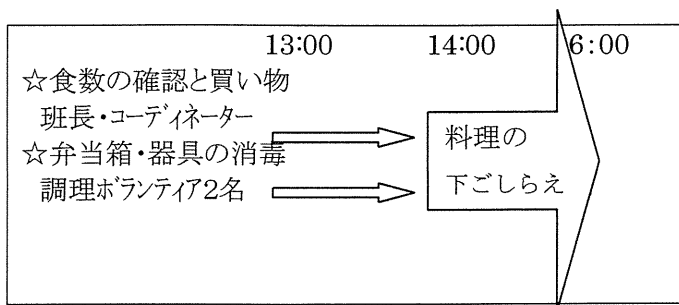 13:00 14:00 6:00
☆食数の確認と買い物
班長・コーディネーター
☆弁当箱・器具の消毒
調理ボランティア2名
料理の
下ごしらえ